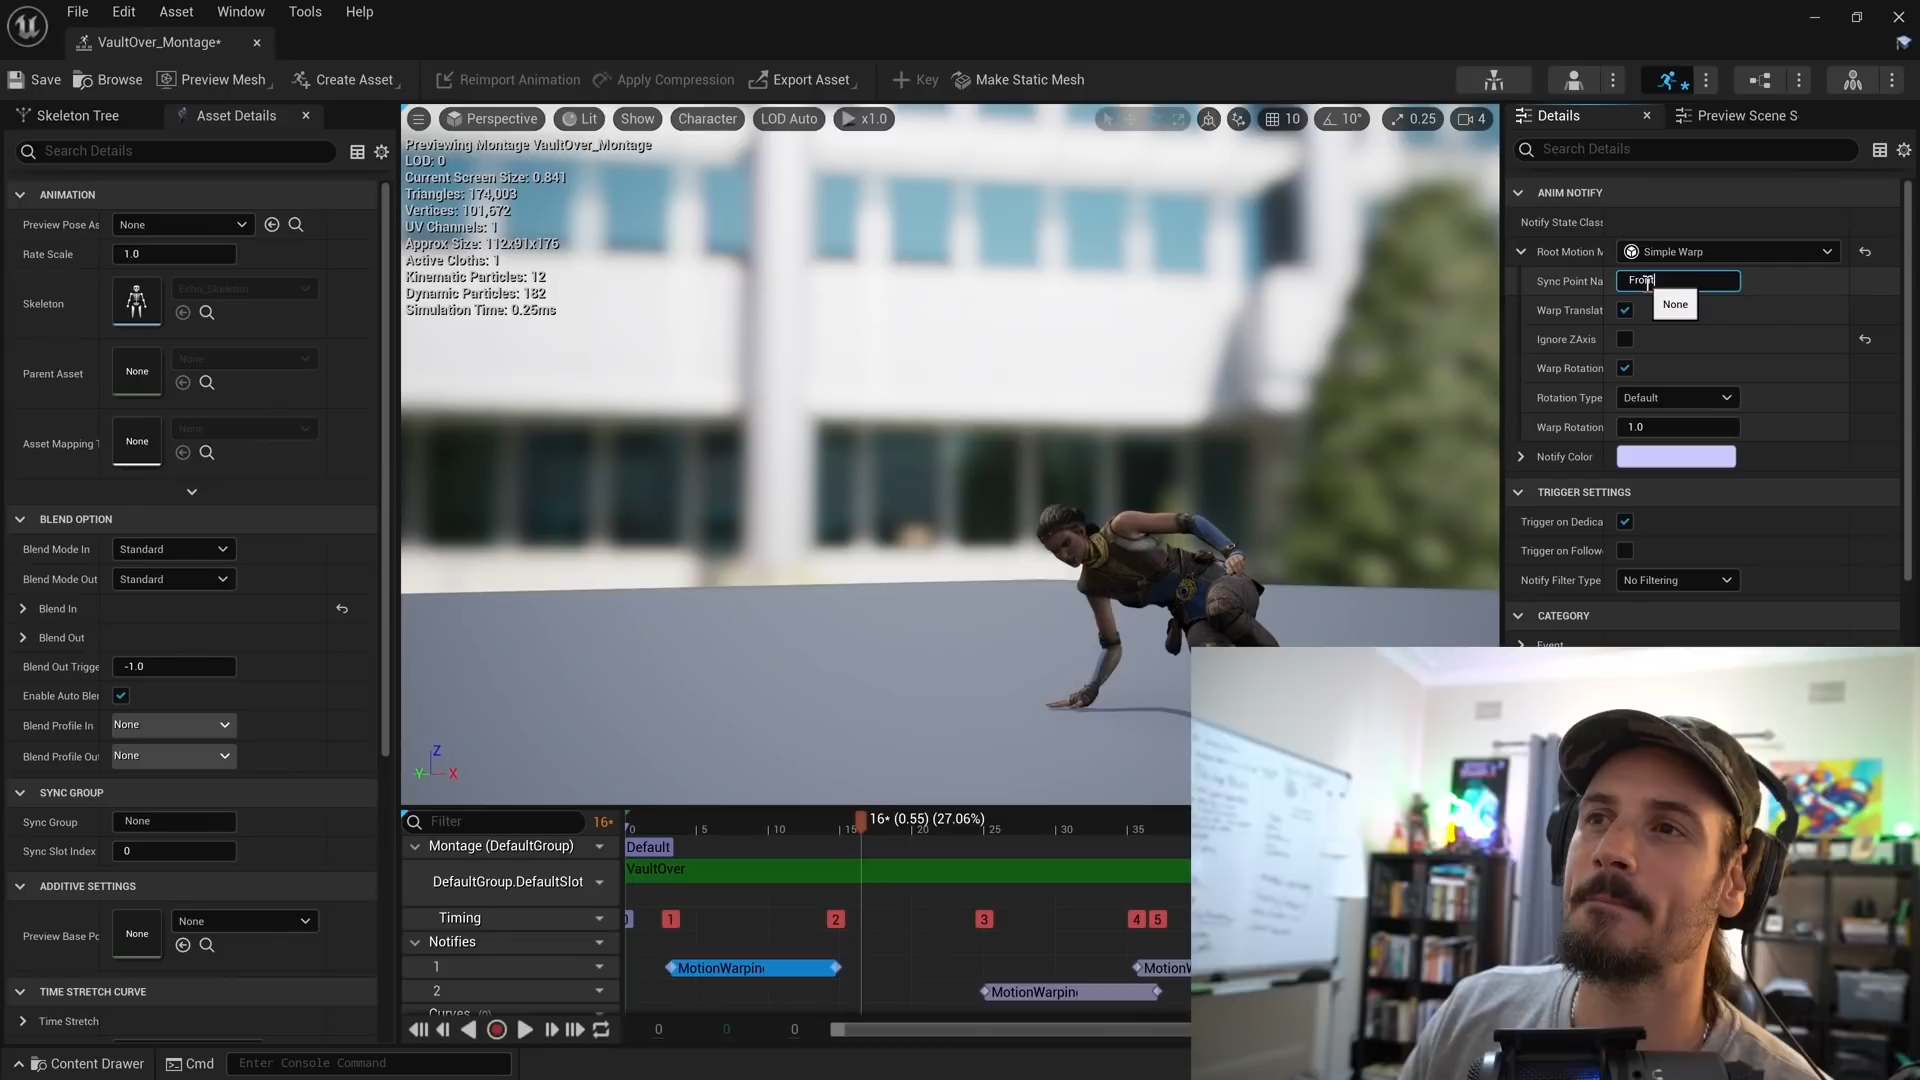 File Edit Asset Window Tools Help
VaultOver_Montage*
Save Browse Preview Mesh Create Asset Reimport Animation Apply Compression Export Asset Key Make Static Mesh
Skeleton Tree Asset Details
Search Details
ANIMATION
Preview Pose As None
Rate Scale 1.0
Skeleton Echo_Skeleton
Parent Asset None None
Asset Mapping T None None
BLEND OPTION
Blend Mode In Standard
Blend Mode Out Standard
Blend In
Blend Out
Blend Out Trigge -1.0
Enable Auto Ble
Blend Profile In None
Blend Profile Out None
SYNC GROUP
Sync Group None
Sync Slot Index 0
ADDITIVE SETTINGS
Preview Base Po None None
TIME STRETCH CURVE
Time Stretch
Content Drawer Cmd Enter Console Command
Perspective Lit Show Character LOD Auto x1.0 10 10° 0.25 4
Previewing Montage VaultOver_Montage
LOD: 0
Current Screen Size: 0.841
Triangles: 174,003
Vertices: 101,672
UV Channels: 1
Approx Size: 112x91x176
Active Cloths: 1
Kinematic Particles: 12
Dynamic Particles: 182
Simulation Time: 0.25ms
Z
Y X
Filter 16* 16* (0.55) (27.06%)
0 5 10 15 20 25 30 35
Montage (DefaultGroup) Default
VaultOver
DefaultGroup.DefaultSlot
Timing 1 2 3 4 5
Notifies
1 MotionWarpin MotionW
2 MotionWarpin
Curves (0)
0 0 0
Details Preview Scene S
Search Details
ANIM NOTIFY
Notify State Clas
Root Motion M Simple Warp
Sync Point Na Front
None
Warp Translat
Ignore ZAxis
Warp Rotation
Rotation Type Default
Warp Rotation 1.0
Notify Color
TRIGGER SETTINGS
Trigger on Dedica
Trigger on Follow
Notify Filter Type No Filtering
CATEGORY
Event